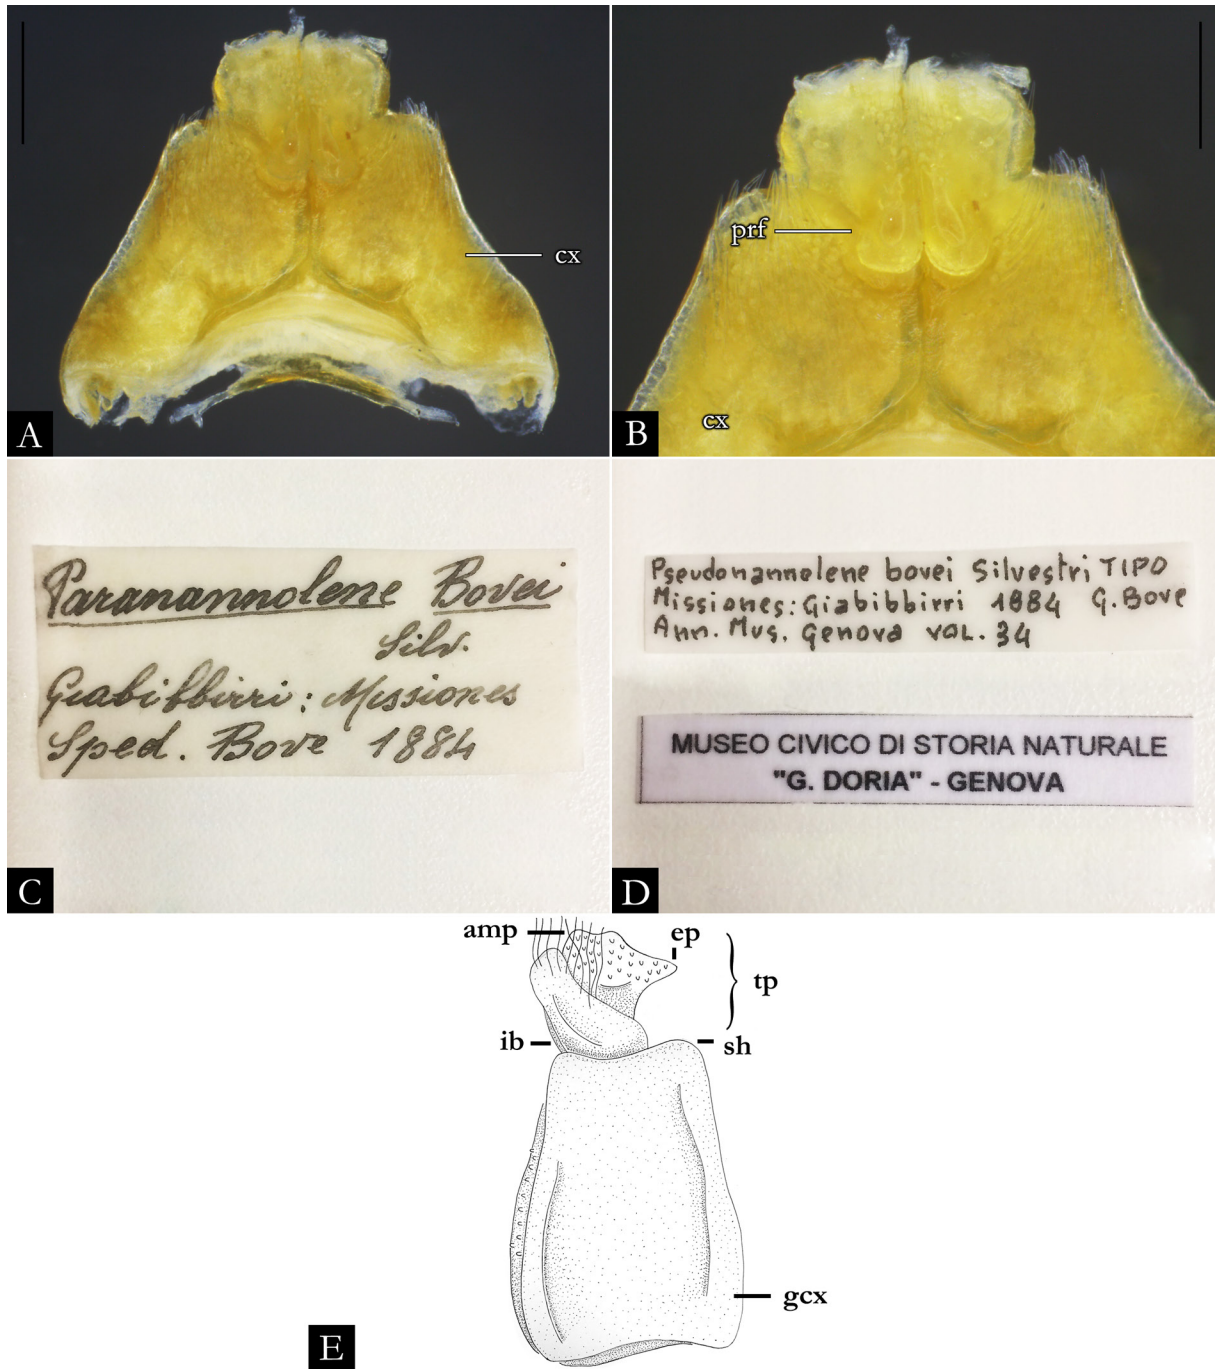 cx
A
prf
cx
B
Paranannolene Bovei
Silv.
Giabibbirri : Missiones
Sped. Bove 1884
C
Pseudonannolene bovei Silvestri TIPO
Missiones: Giabibbirri 1884 G. Bove
Ann. Mus. Genova VOL. 34
MUSEO CIVICO DI STORIA NATURALE
"G. DORIA" - GENOVA
D
amp
ep
tp
ib
sh
gcx
E